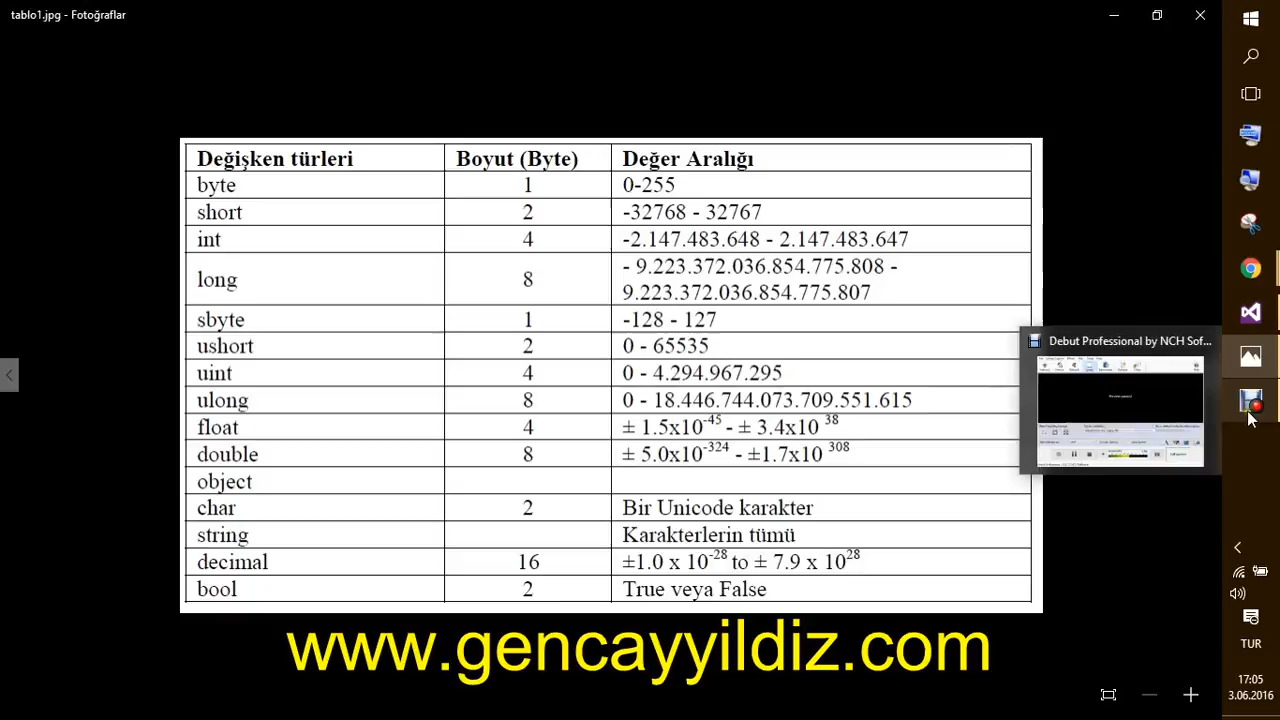 tablo1.jpg - Fotoğraflar
Değişken türleri Boyut (Byte) Değer Aralığı
byte 1 0-255
short 2 -32768 - 32767
int 4 -2.147.483.648 - 2.147.483.647
long 8 - 9.223.372.036.854.775.808 -
9.223.372.036.854.775.807
sbyte 1 -128 - 127
ushort 2 0 - 65535
uint 4 0 - 4.294.967.295
ulong 8 0 - 18.446.744.073.709.551.615
float 4 ± 1.5x10-45 - ± 3.4x10 38
double 8 ± 5.0x10-324 - ±1.7x10 308
object
char 2 Bir Unicode karakter
string Karakterlerin tümü
decimal 16 ±1.0 x 10-28 to ± 7.9 x 1028
bool 2 True veya False
Debut Professional by NCH Sof...
www.gencayyildiz.com
TUR
17:05
3.06.2016